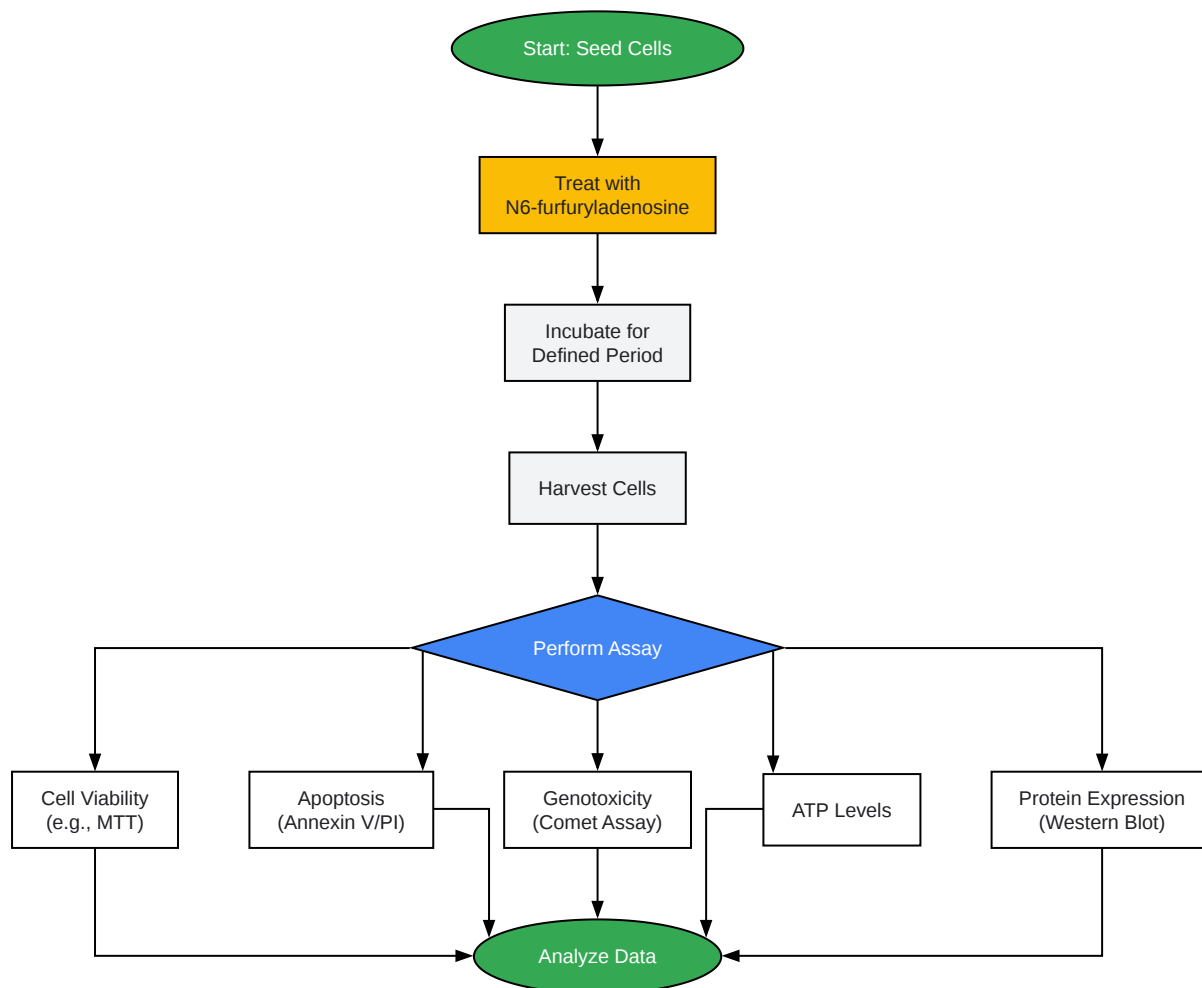 Start: Seed Cells
Treat with
N6-furfuryladenosine
Incubate for
Defined Period
Harvest Cells
Perform Assay
Cell Viability
(e.g., MTT)
Apoptosis
(Annexin V/PI)
Genotoxicity
(Comet Assay)
ATP Levels
Protein Expression
(Western Blot)
Analyze Data